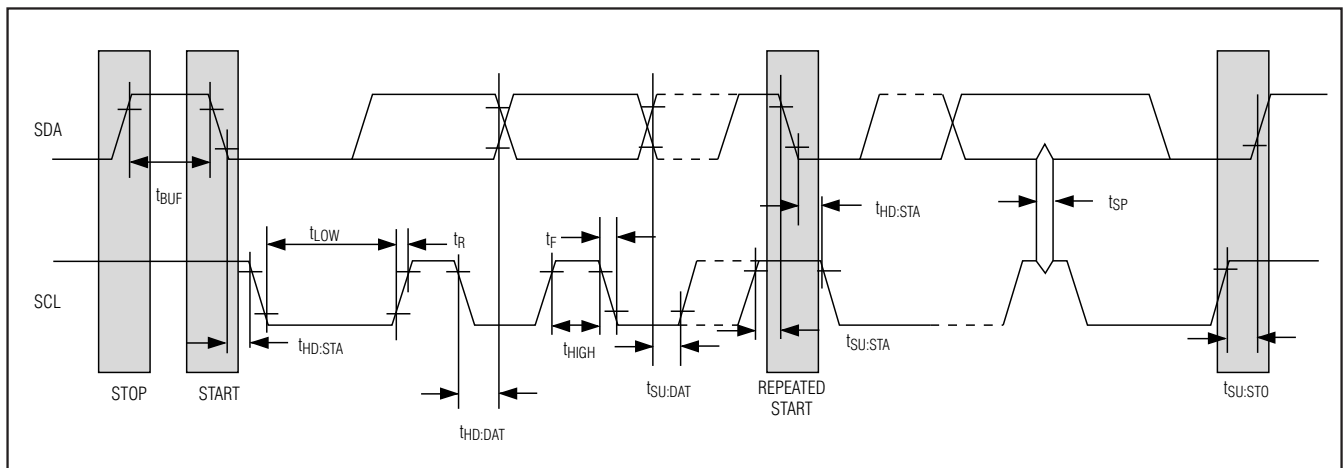 SDA
tBUF
tHD:STA
tSP
tLOW
tR
tF
SCL
tHD:STA
tHIGH
tSU:STA
tSU:DAT
tSU:STO
STOP
START
REPEATED
START
tHD:DAT